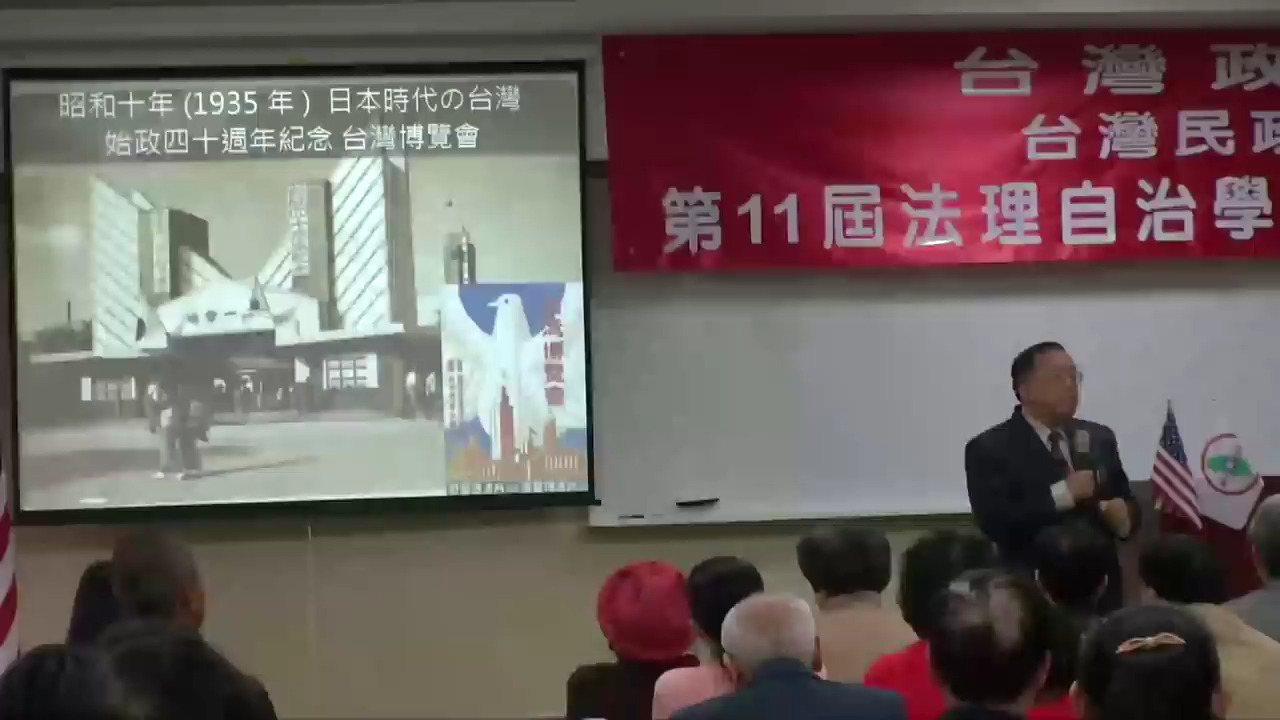 昭和十年 (1935 年) 日本時代の台灣
始政四十週年紀念 台灣博覽會
台灣政
台灣民政
第11屆法理自治學